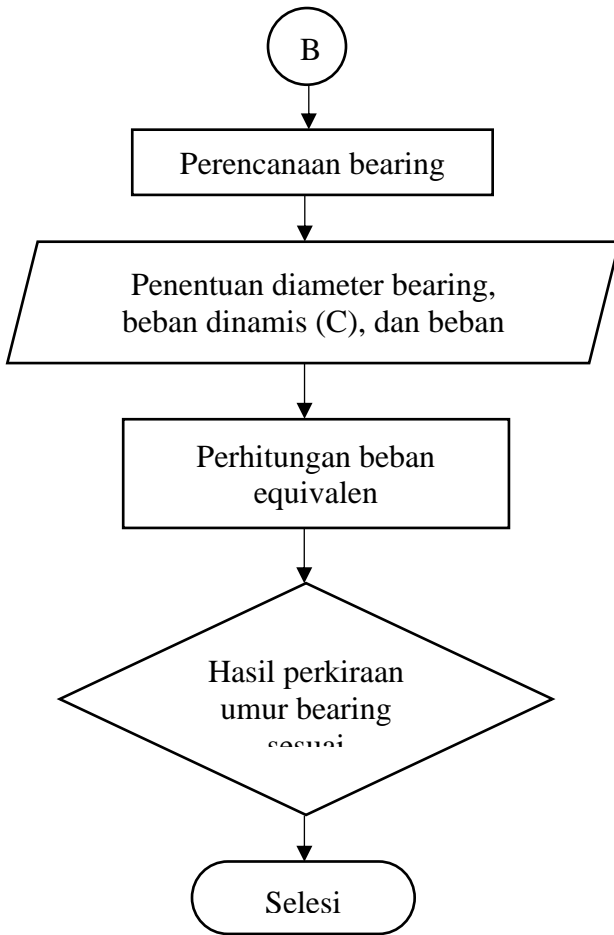 B
Perencanaan bearing
Penentuan diameter bearing,
beban dinamis (C), dan beban
Perhitungan beban
equivalen
Hasil perkiraan
umur bearing
sesuai
Selesi